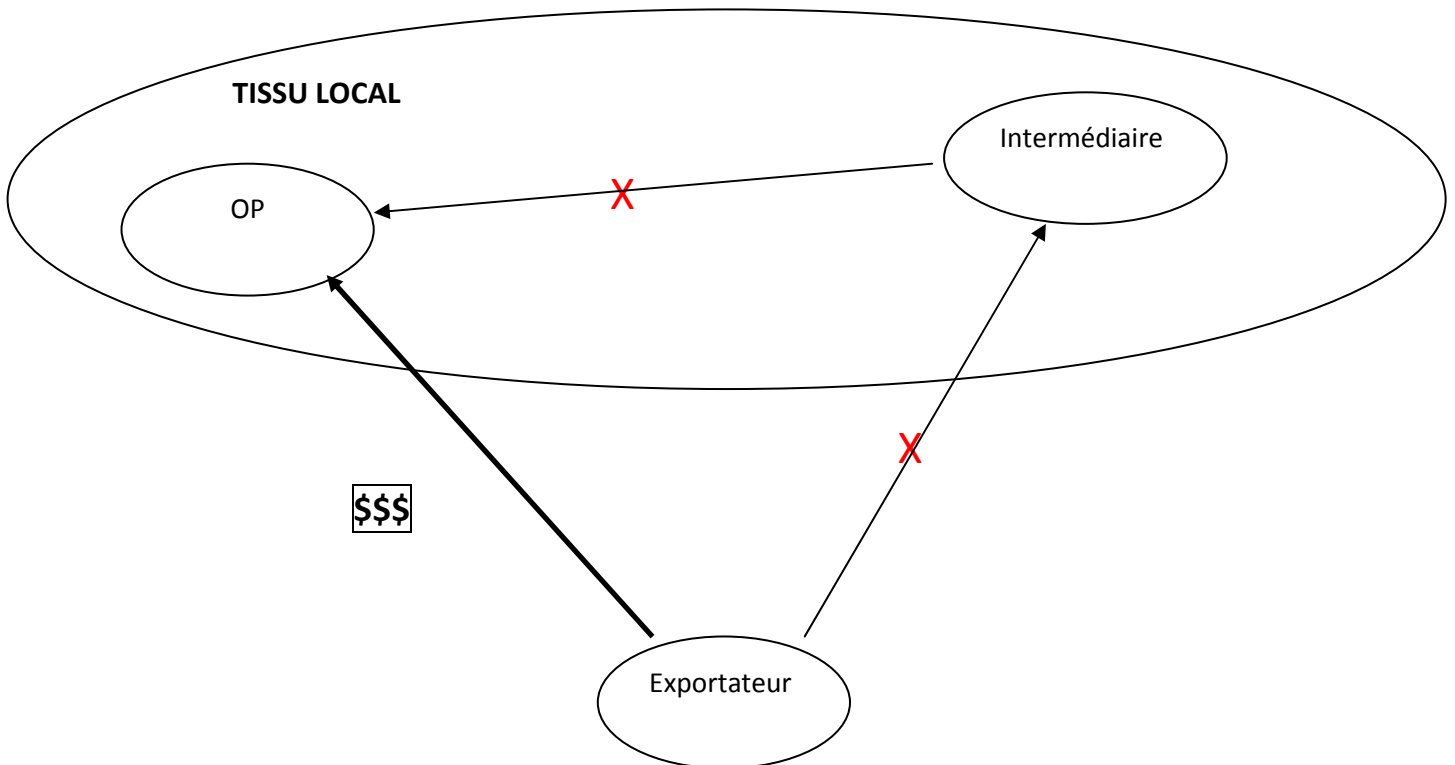 TISSU LOCAL
Intermédiaire
OP
X
X
$$$
Exportateur